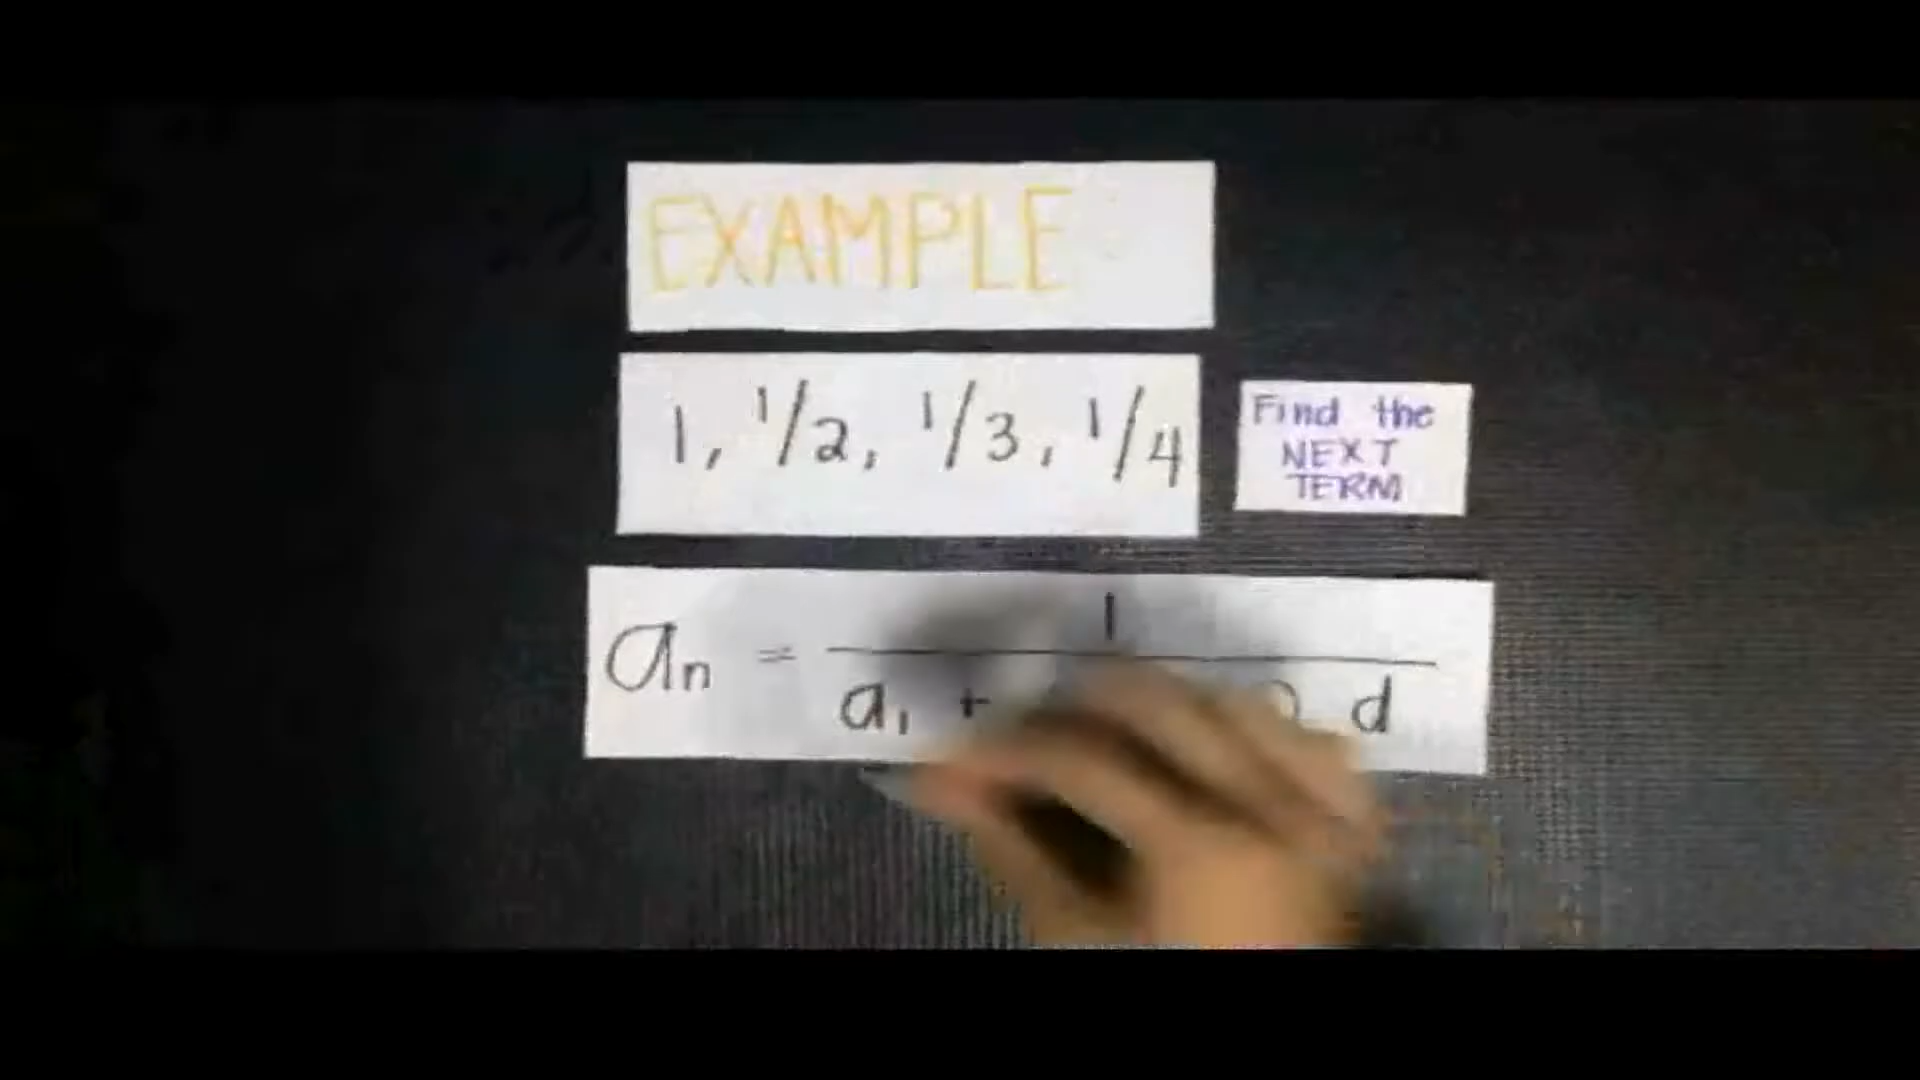 EXAMPLE
1, 1/2, 1/3, 1/4
Find the
NEXT
TERM
an = 1
a1 + d